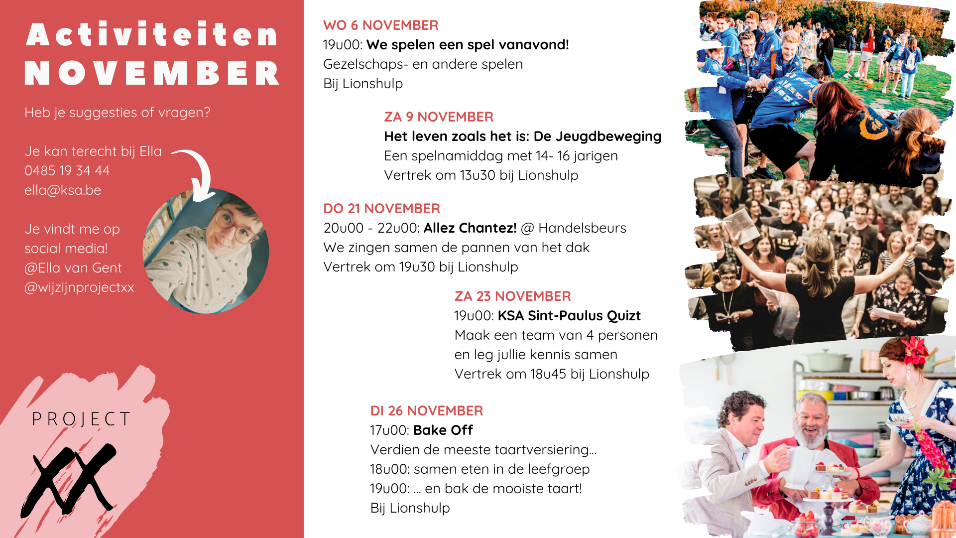 Activiteiten
NOVEMBER
Heb je suggesties of vragen?
Je kan terecht bij Ella
0485 19 34 44
ella@ksa.be
Je vindt me op
social media!
@Ella van Gent
@wijzijnprojectxx
PROJECT
XX
WO 6 NOVEMBER
19u00: We spelen een spel vanavond!
Gezelschaps- en andere spelen
Bij Lionshulp
ZA 9 NOVEMBER
Het leven zoals het is: De Jeugdbeweging
Een spelnamiddag met 14- 16 jarigen
Vertrek om 13u30 bij Lionshulp
DO 21 NOVEMBER
20u00 - 22u00: Allez Chantez! @ Handelsbeurs
We zingen samen de pannen van het dak
Vertrek om 19u30 bij Lionshulp
ZA 23 NOVEMBER
19u00: KSA Sint-Paulus Quizt
Maak een team van 4 personen
en leg jullie kennis samen
Vertrek om 18u45 bij Lionshulp
DI 26 NOVEMBER
17u00: Bake Off
Verdien de meeste taartversiering...
18u00: samen eten in de leefgroep
19u00: ... en bak de mooiste taart!
Bij Lionshulp